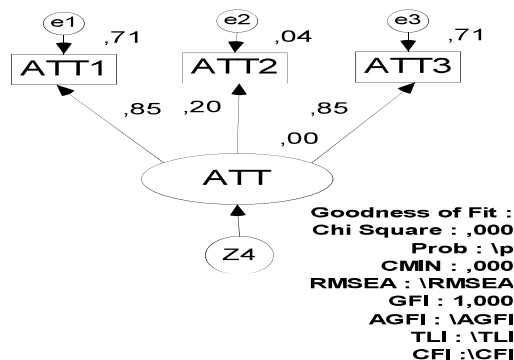 e1 e2 e3
,71 ,04 ,71
ATT1 ATT2 ATT3
,85 ,20 ,85
,00
ATT
Z4
Goodness of Fit :
Chi Square : ,000
Prob : \p
CMIN : ,000
RMSEA : \RMSEA
GFI : 1,000
AGFI : \AGFI
TLI : \TLI
CFI :\CFI